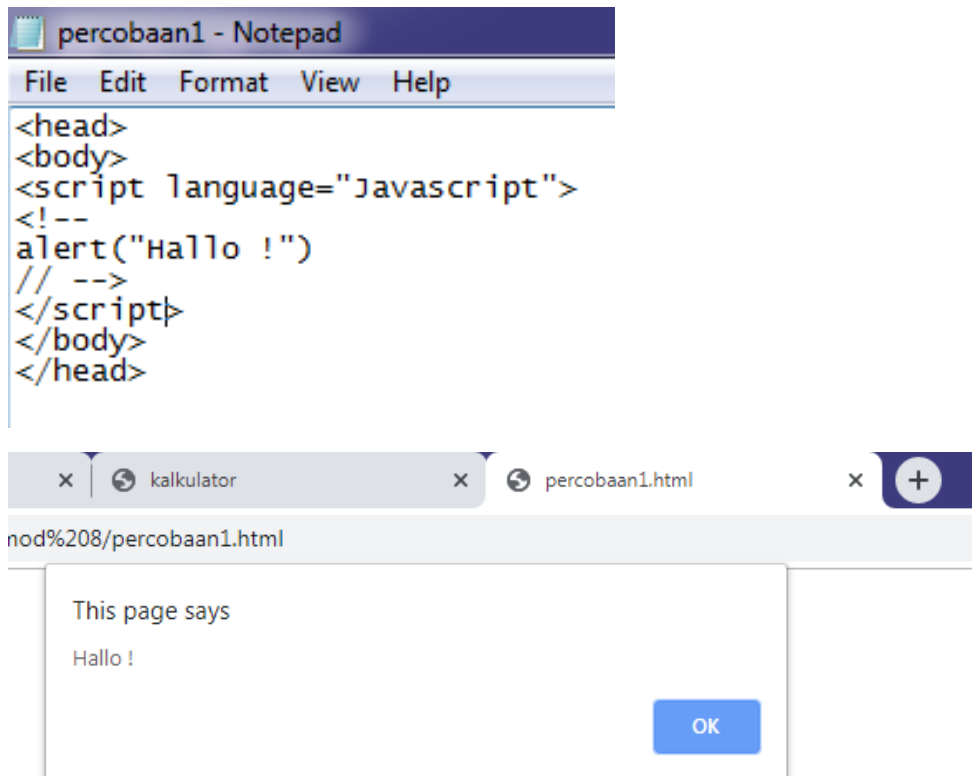 percobaan1 - Notepad
File Edit Format View Help
<head>
<body>
<script language="Javascript">
<!--
alert("Hallo !")
// -->
</script>
</body>
</head>
kalkulator percobaan1.html
mod%208/percobaan1.html
This page says
Hallo !
OK